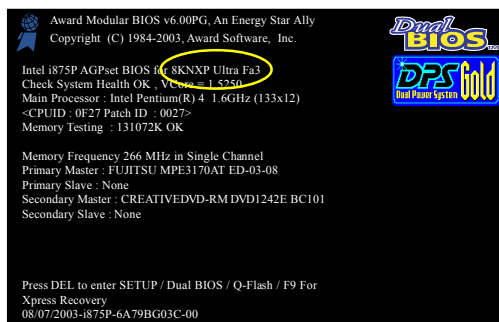 Award Modular BIOS v6.00PG, An Energy Star Ally
Copyright (C) 1984-2003, Award Software, Inc.
Dual
BIOS
TM
Intel i875P AGPset BIOS for 8KNXP Ultra Fa3
Check System Health OK , VCore = 1.5250
Main Processor : Intel Pentium(R) 4 1.6GHz (133x12)
<CPUID : 0F27 Patch ID : 0027>
Memory Testing : 131072K OK
DPS Gold
Dual Power System
Memory Frequency 266 MHz in Single Channel
Primary Master : FUJITSU MPE3170AT ED-03-08
Primary Slave : None
Secondary Master : CREATIVEDVD-RM DVD1242E BC101
Secondary Slave : None
Press DEL to enter SETUP / Dual BIOS / Q-Flash / F9 For
Xpress Recovery
08/07/2003-i875P-6A79BG03C-00